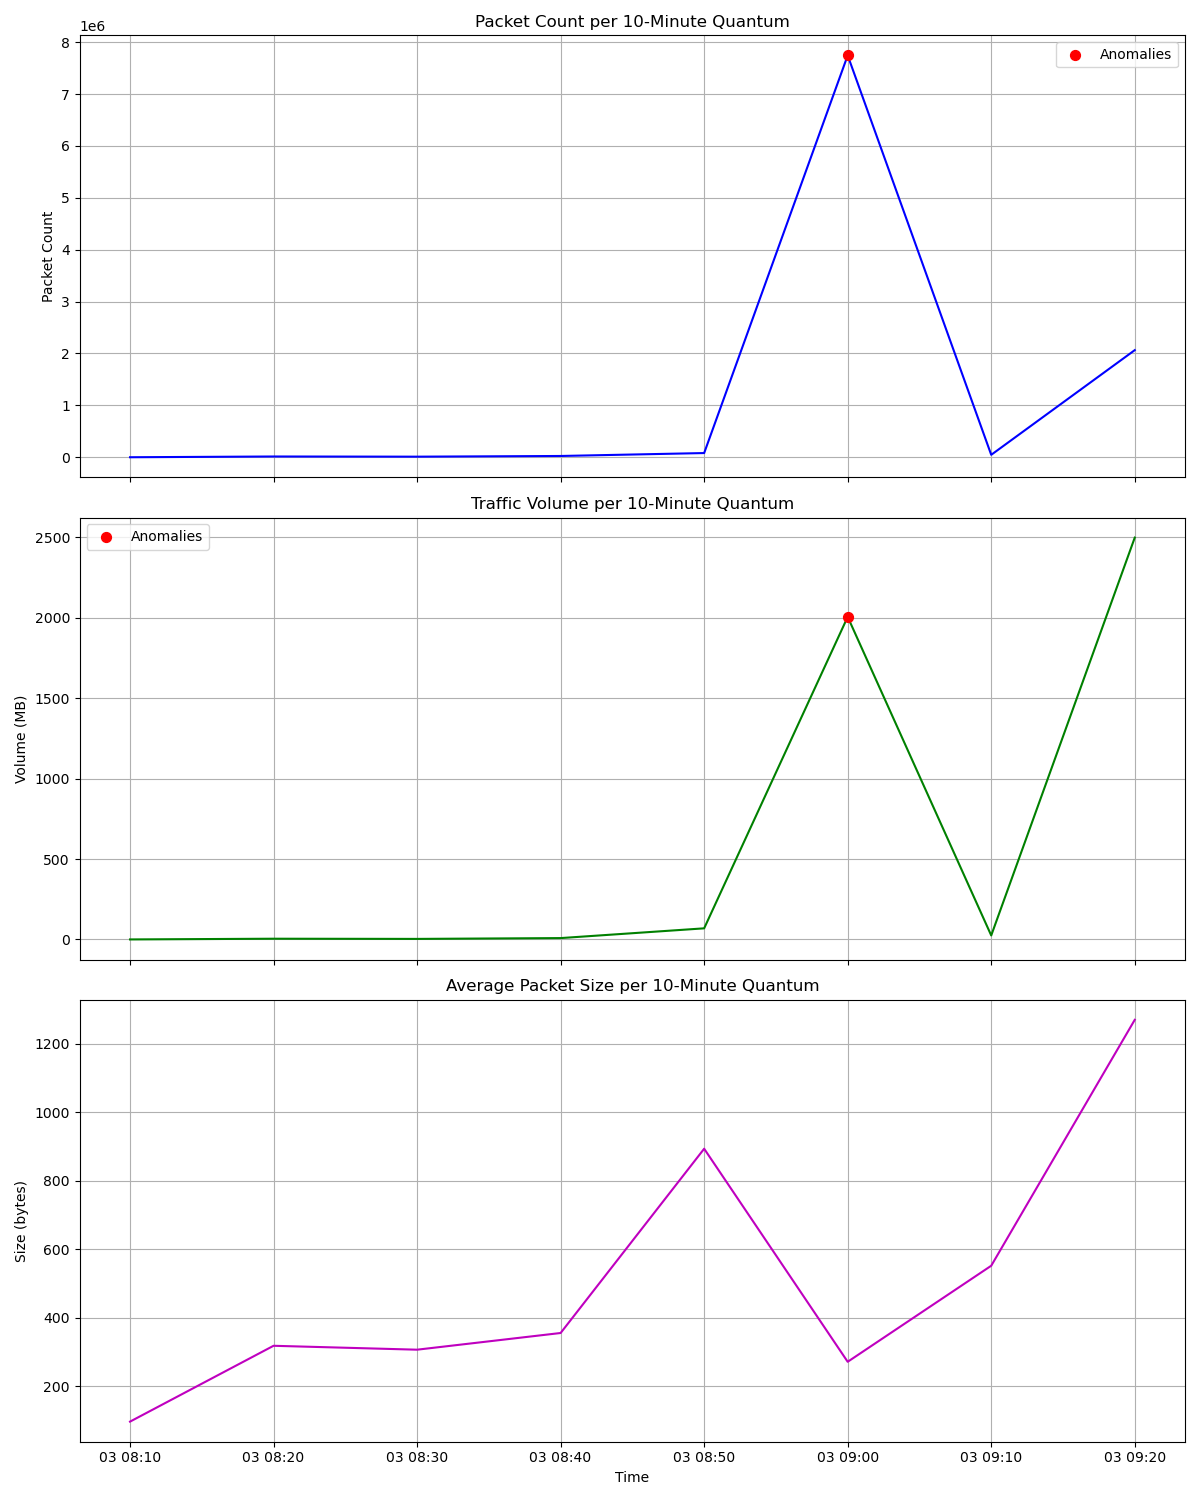 Packet Count per 10-Minute Quantum
1e6
8
7
6
5
4
3
2
1
0
Packet Count
Anomalies
Traffic Volume per 10-Minute Quantum
2500
2000
1500
1000
500
0
Volume (MB)
Anomalies
Average Packet Size per 10-Minute Quantum
1200
1000
800
600
400
200
Size (bytes)
03 08:10 03 08:20 03 08:30 03 08:40 03 08:50 03 09:00 03 09:10 03 09:20
Time